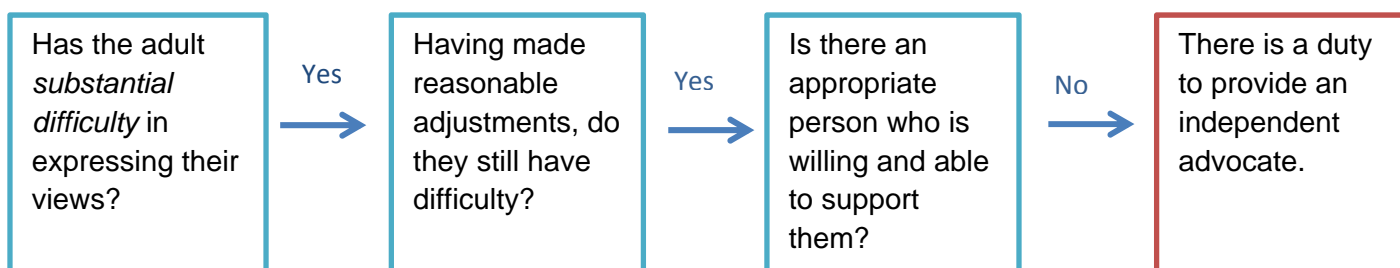 Has the adult
substantial
difficulty in
expressing their
views?
Yes
Having made
reasonable
adjustments, do
they still have
difficulty?
Yes
Is there an
appropriate
person who is
willing and able
to support
them?
No
There is a duty
to provide an
independent
advocate.